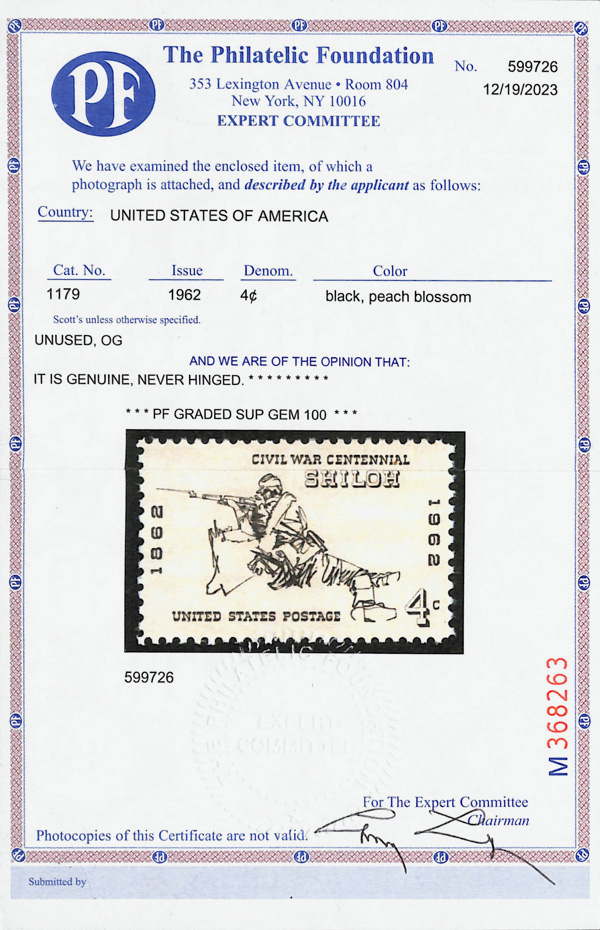 PF
The Philatelic Foundation
353 Lexington Avenue • Room 804
New York, NY 10016
EXPERT COMMITTEE
No. 599726
12/19/2023
We have examined the enclosed item, of which a
photograph is attached, and described by the applicant as follows:
Country: UNITED STATES OF AMERICA
Cat. No. Issue Denom. Color
1179 1962 4¢ black, peach blossom
Scott's unless otherwise specified.
UNUSED, OG
AND WE ARE OF THE OPINION THAT:
IT IS GENUINE, NEVER HINGED. * * * * * * * * *
* * * PF GRADED SUP GEM 100 * * *
CIVIL WAR CENTENNIAL
SHILOH
1862
1962
UNITED STATES POSTAGE
4c
599726
PHILATELIC FOUNDATION
EXPERT
COMMITTEE
M 368263
For The Expert Committee
Chairman
Photocopies of this Certificate are not valid.
Submitted by